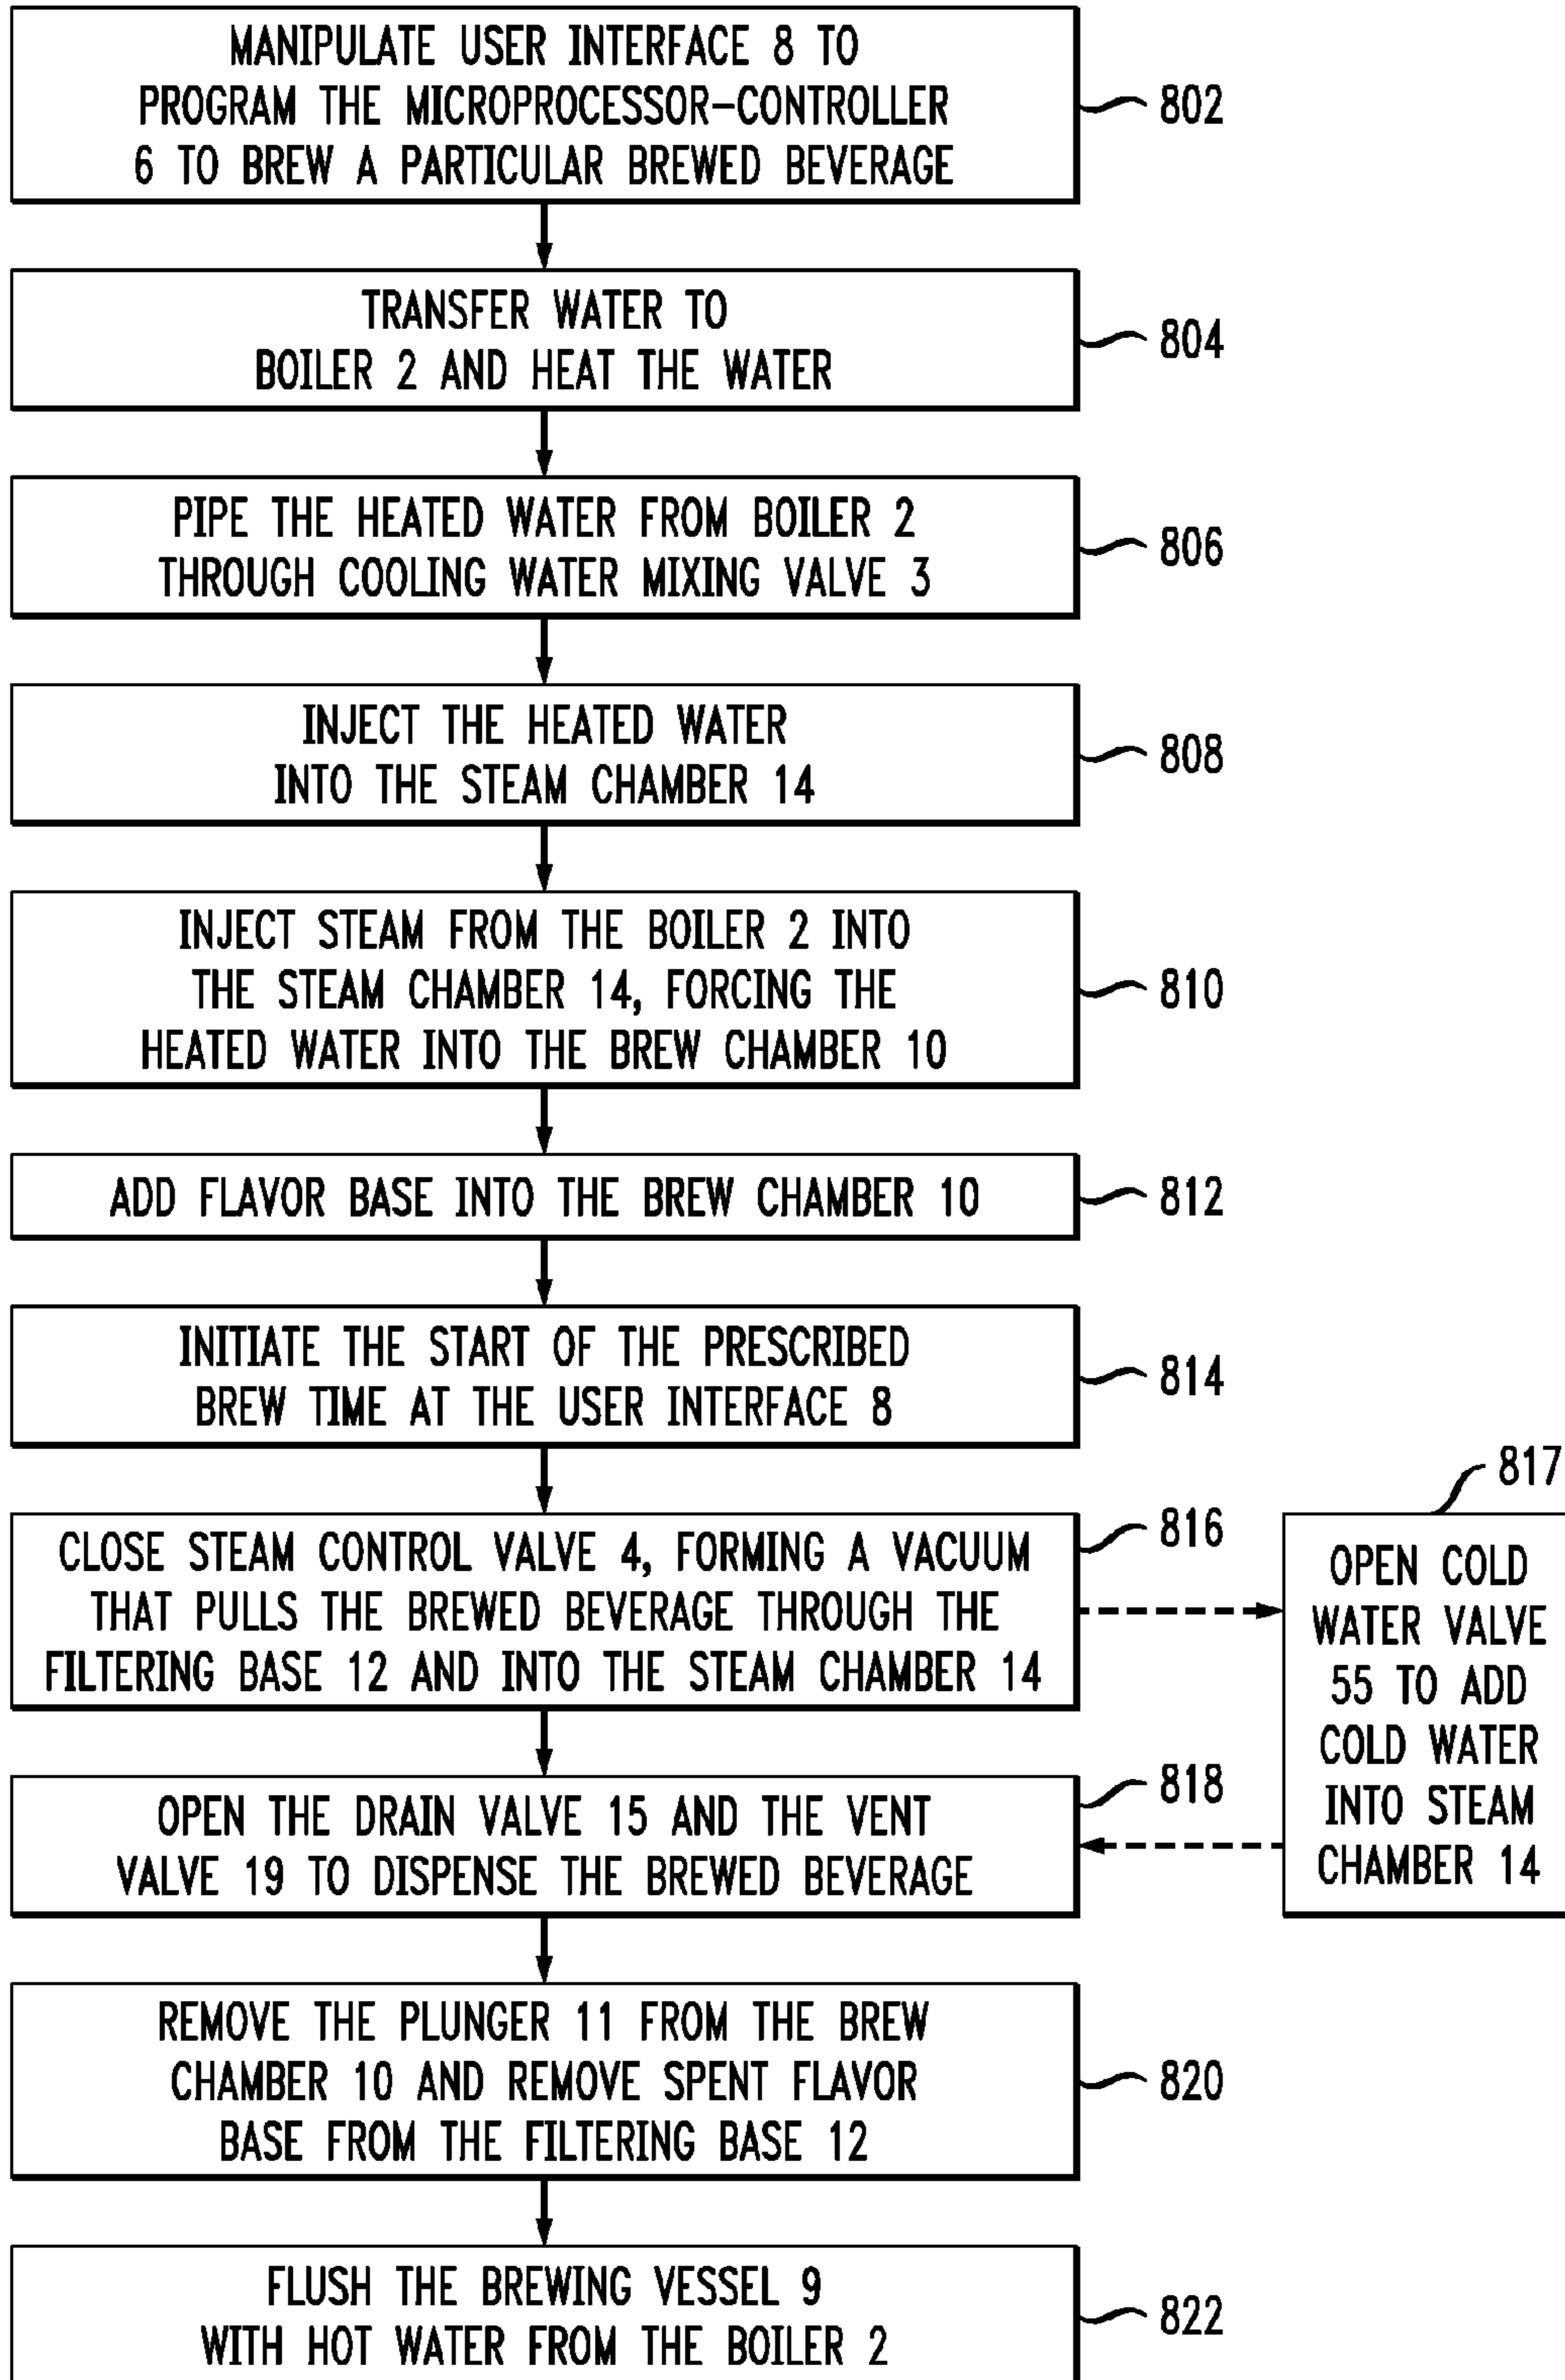 MANIPULATE USER INTERFACE 8 TO
PROGRAM THE MICROPROCESSOR-CONTROLLER
6 TO BREW A PARTICULAR BREWED BEVERAGE
802
TRANSFER WATER TO
BOILER 2 AND HEAT THE WATER
804
PIPE THE HEATED WATER FROM BOILER 2
THROUGH COOLING WATER MIXING VALVE 3
806
INJECT THE HEATED WATER
INTO THE STEAM CHAMBER 14
808
INJECT STEAM FROM THE BOILER 2 INTO
THE STEAM CHAMBER 14, FORCING THE
HEATED WATER INTO THE BREW CHAMBER 10
810
ADD FLAVOR BASE INTO THE BREW CHAMBER 10
812
INITIATE THE START OF THE PRESCRIBED
BREW TIME AT THE USER INTERFACE 8
814
CLOSE STEAM CONTROL VALVE 4, FORMING A VACUUM
THAT PULLS THE BREWED BEVERAGE THROUGH THE
FILTERING BASE 12 AND INTO THE STEAM CHAMBER 14
816
817
OPEN COLD
WATER VALVE
55 TO ADD
COLD WATER
INTO STEAM
CHAMBER 14
OPEN THE DRAIN VALVE 15 AND THE VENT
VALVE 19 TO DISPENSE THE BREWED BEVERAGE
818
REMOVE THE PLUNGER 11 FROM THE BREW
CHAMBER 10 AND REMOVE SPENT FLAVOR
BASE FROM THE FILTERING BASE 12
820
FLUSH THE BREWING VESSEL 9
WITH HOT WATER FROM THE BOILER 2
822